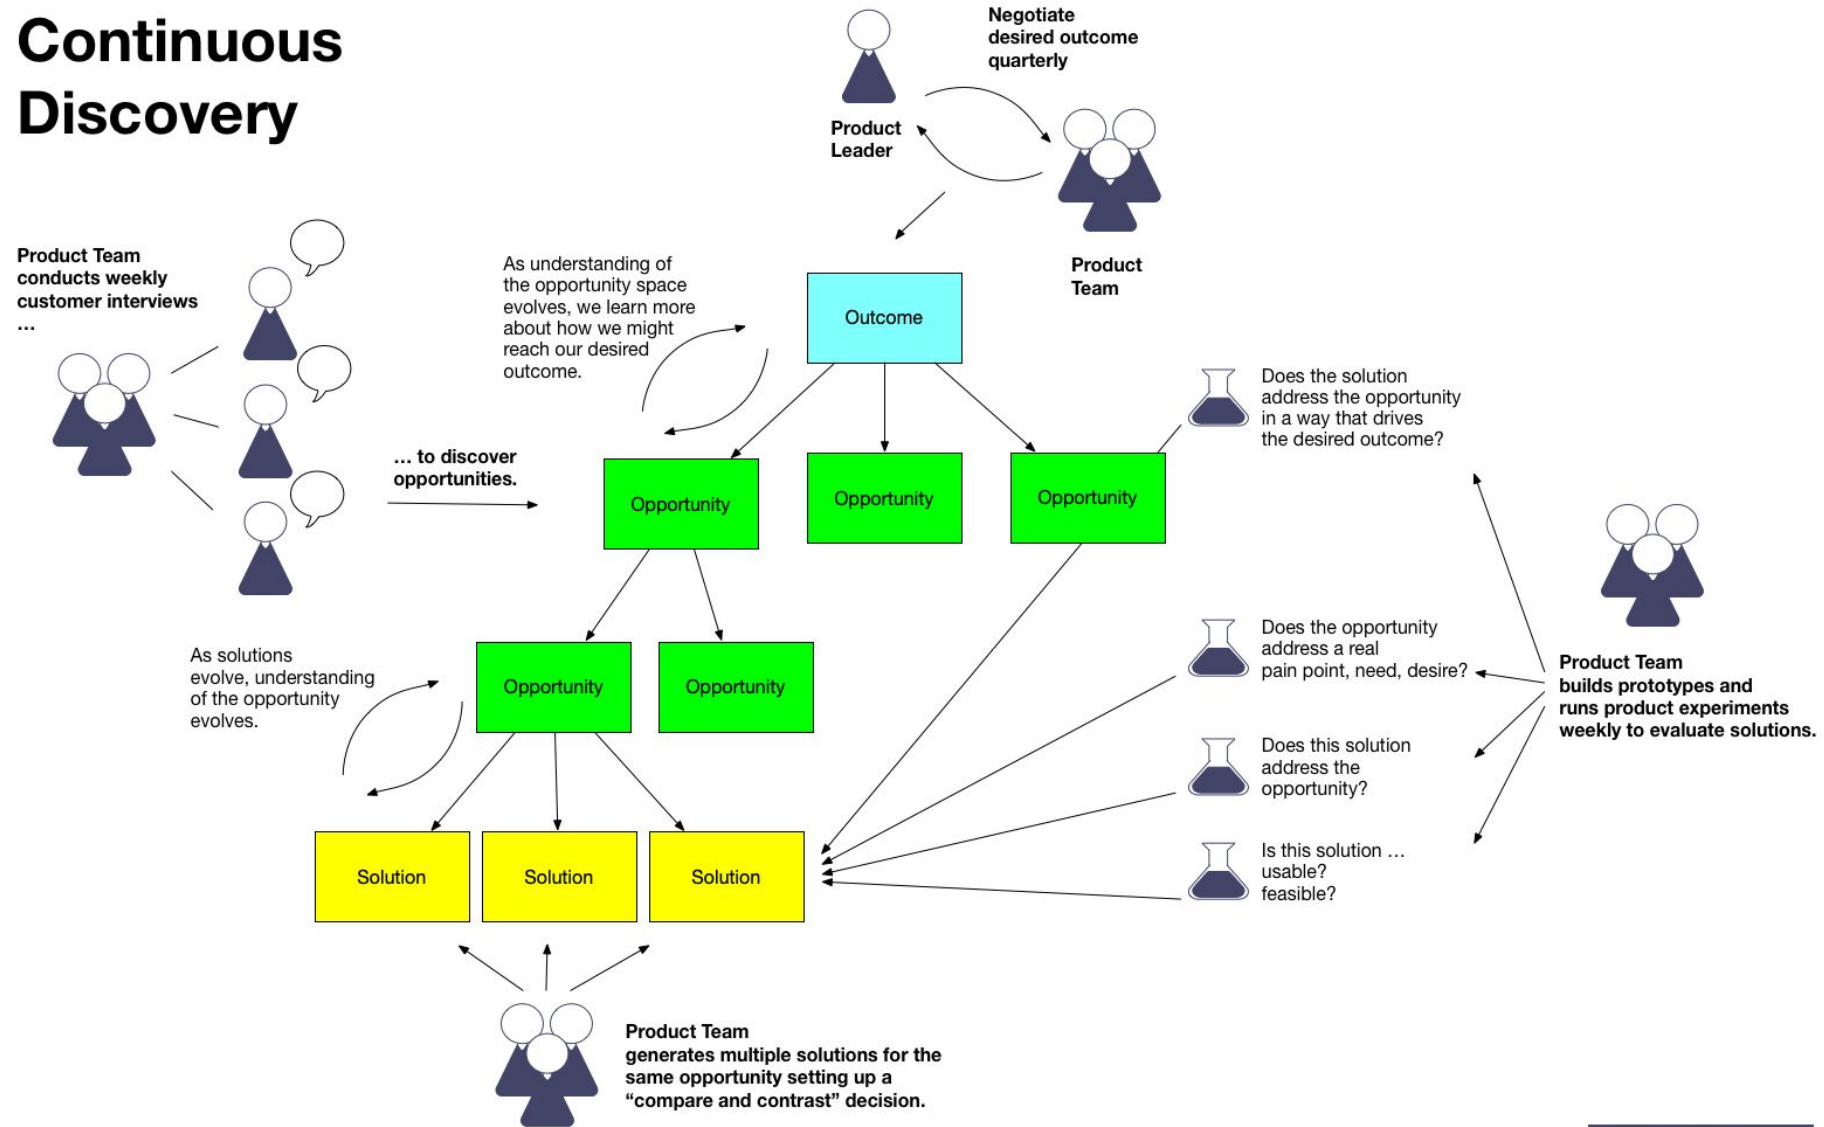 Continuous
Discovery
Negotiate
desired outcome
quarterly
Product
Leader
Product
Team
Product Team
conducts weekly
customer interviews
…
… to discover
opportunities.
As understanding of
the opportunity space
evolves, we learn more
about how we might
reach our desired
outcome.
Outcome
Opportunity
Opportunity
Opportunity
Opportunity
Opportunity
As solutions
evolve, understanding
of the opportunity
evolves.
Solution
Solution
Solution
Product Team
generates multiple solutions for the
same opportunity setting up a
“compare and contrast” decision.
Does the solution
address the opportunity
in a way that drives
the desired outcome?
Does the opportunity
address a real
pain point, need, desire?
Does this solution
address the
opportunity?
Is this solution …
usable?
feasible?
Product Team
builds prototypes and
runs product experiments
weekly to evaluate solutions.